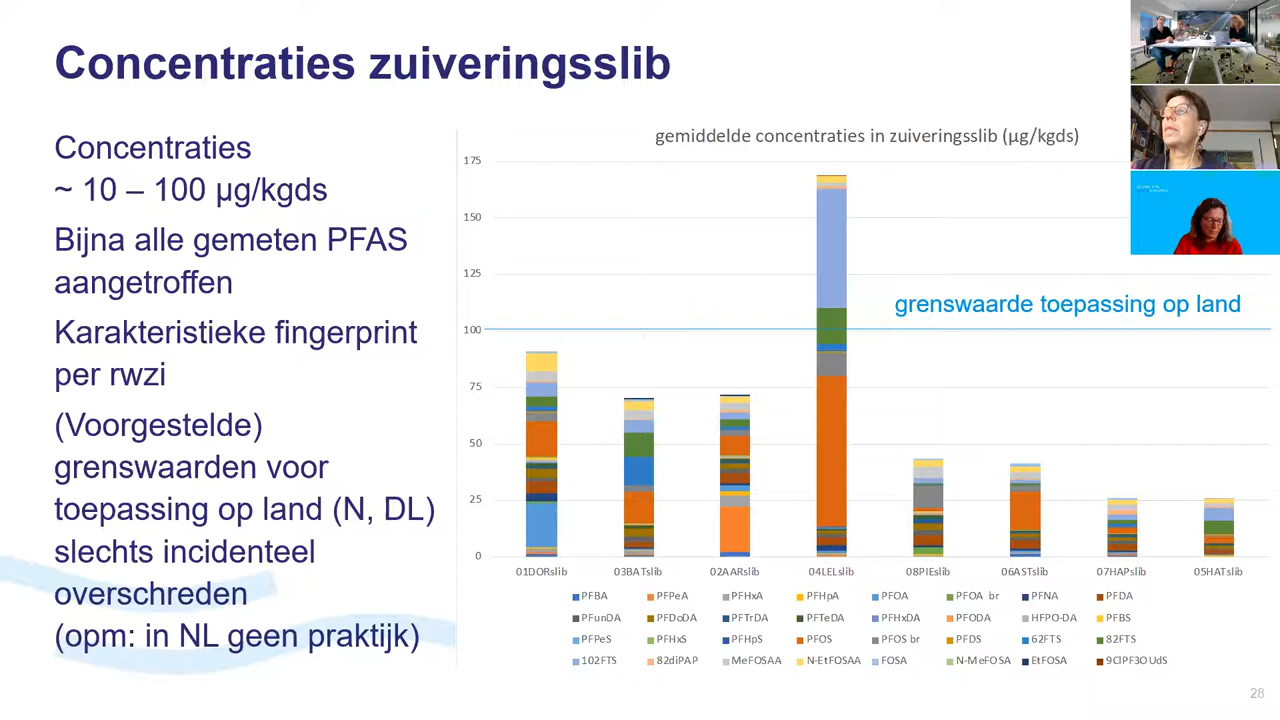 Concentraties zuiveringsslib
Concentraties
~ 10 – 100 µg/kgds
Bijna alle gemeten PFAS
aangetroffen
Karakteristieke fingerprint
per rwzi
(Voorgestelde)
grenswaarden voor
toepassing op land (N, DL)
slechts incidenteel
overschreden
(opm: in NL geen praktijk)
gemiddelde concentraties in zuiveringsslib (µg/kgds)
175
150
125
100
75
50
25
0
grenswaarde toepassing op land
01DORslib 03BATslib 02AARslib 04LELslib 08PIEslib 06ASTslib 07HAPslib 05HATslib
PFBA PFPeA PFHxA PFHpA PFOA PFOA br PFNA PFDA
PFunDA PFDoDA PFTrDA PFTeDA PFHxDA PFODA HFPO-DA PFBS
PFPeS PFHxS PFHpS PFOS PFOS br PFDS 62FTS 82FTS
102FTS 82diPAP MeFOSAA N-EtFOSAA FOSA N-MeFOSA EtFOSA 9ClPF3OUdS
28